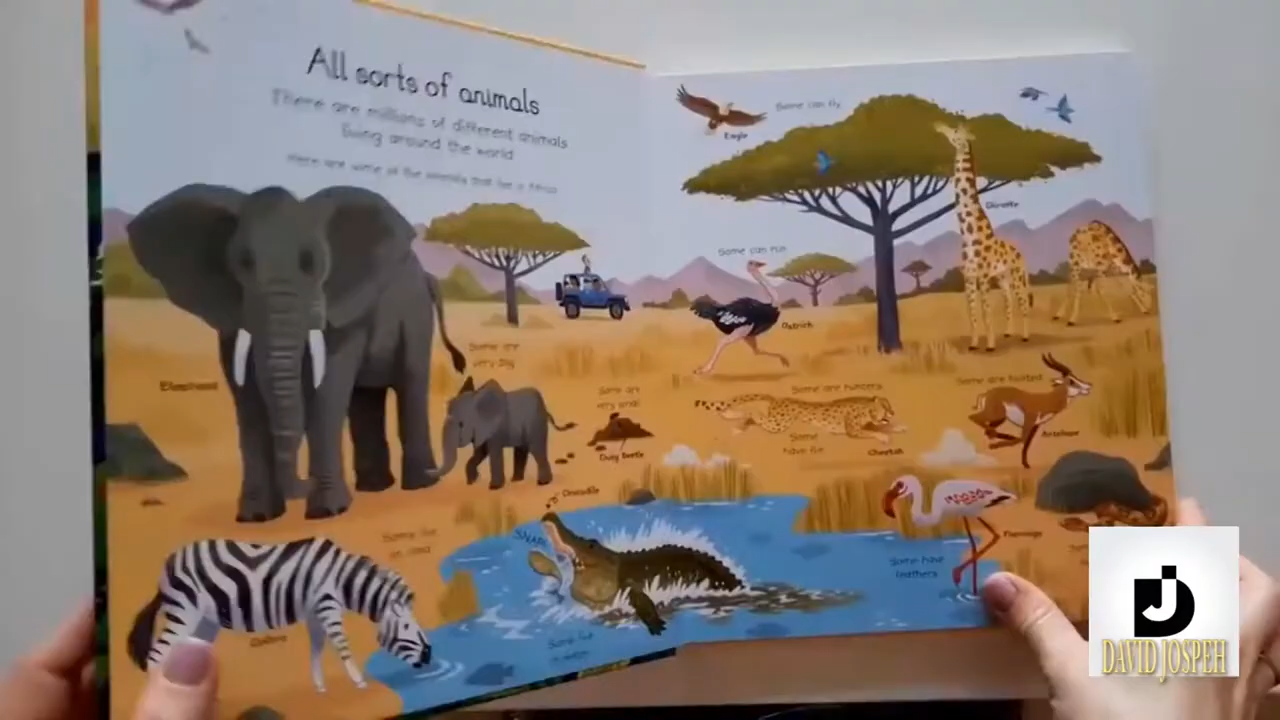 All sorts of animals
There are millions of different animals
living around the world
Here are some of the animals that live in Africa
Some can fly
Eagle
Giraffe
Some can run
Ostrich
Some are
very big
Elephant
Some are
very small
Dung beetle
Some are hunters
Some
have fur
Cheetah
Some are hunted
Antelope
Crocodile
SNAP!
Some live
on land
Zebra
Some live
in water
Some have
feathers
Flamingo
DJ
DAVID JOSPEH